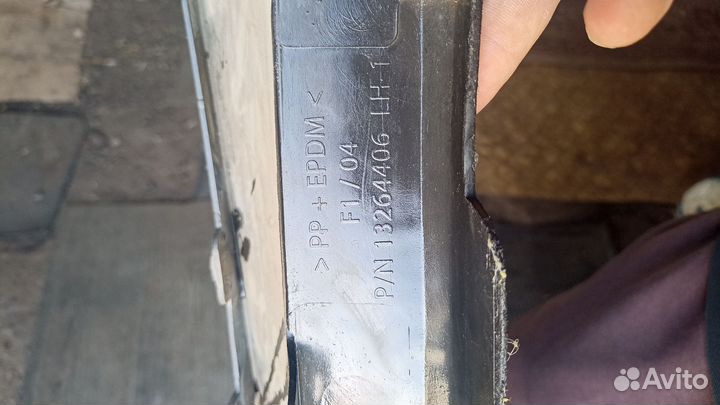 >PP + EPDM<
F1/04
P/N 13264406 LH-1
Avito